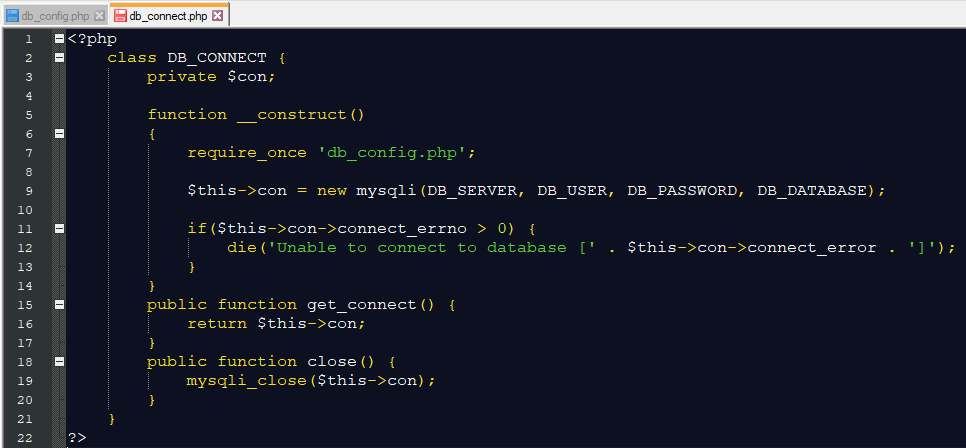 db_config.php db_connect.php
1 <?php
2 class DB_CONNECT {
3 private $con;
4
5 function __construct()
6 {
7 require_once 'db_config.php';
8
9 $this->con = new mysqli(DB_SERVER, DB_USER, DB_PASSWORD, DB_DATABASE);
10
11 if($this->con->connect_errno > 0) {
12 die('Unable to connect to database [' . $this->con->connect_error . ']');
13 }
14 }
15 public function get_connect() {
16 return $this->con;
17 }
18 public function close() {
19 mysqli_close($this->con);
20 }
21 }
22 ?>